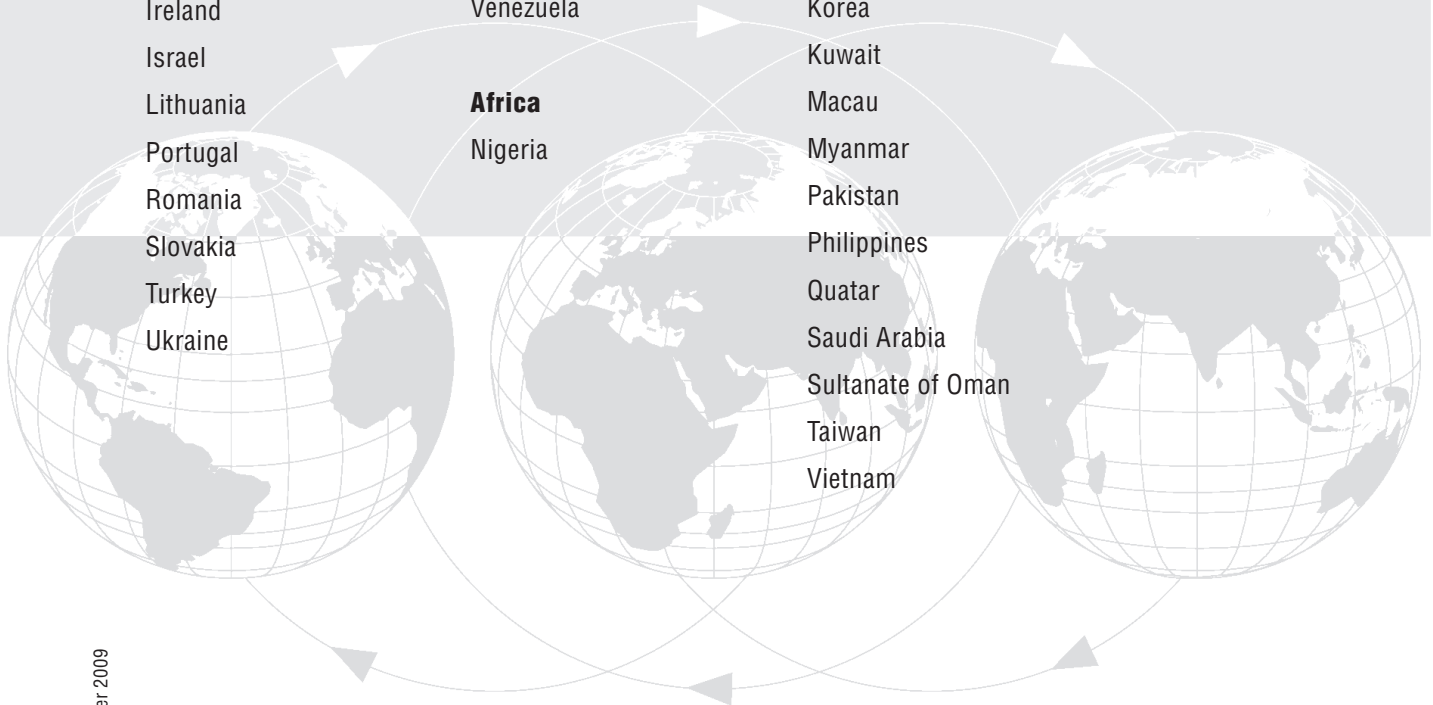 Ireland
Israel
Lithuania
Portugal
Romania
Slovakia
Turkey
Ukraine
Venezuela
Africa
Nigeria
Korea
Kuwait
Macau
Myanmar
Pakistan
Philippines
Quatar
Saudi Arabia
Sultanate of Oman
Taiwan
Vietnam
2009